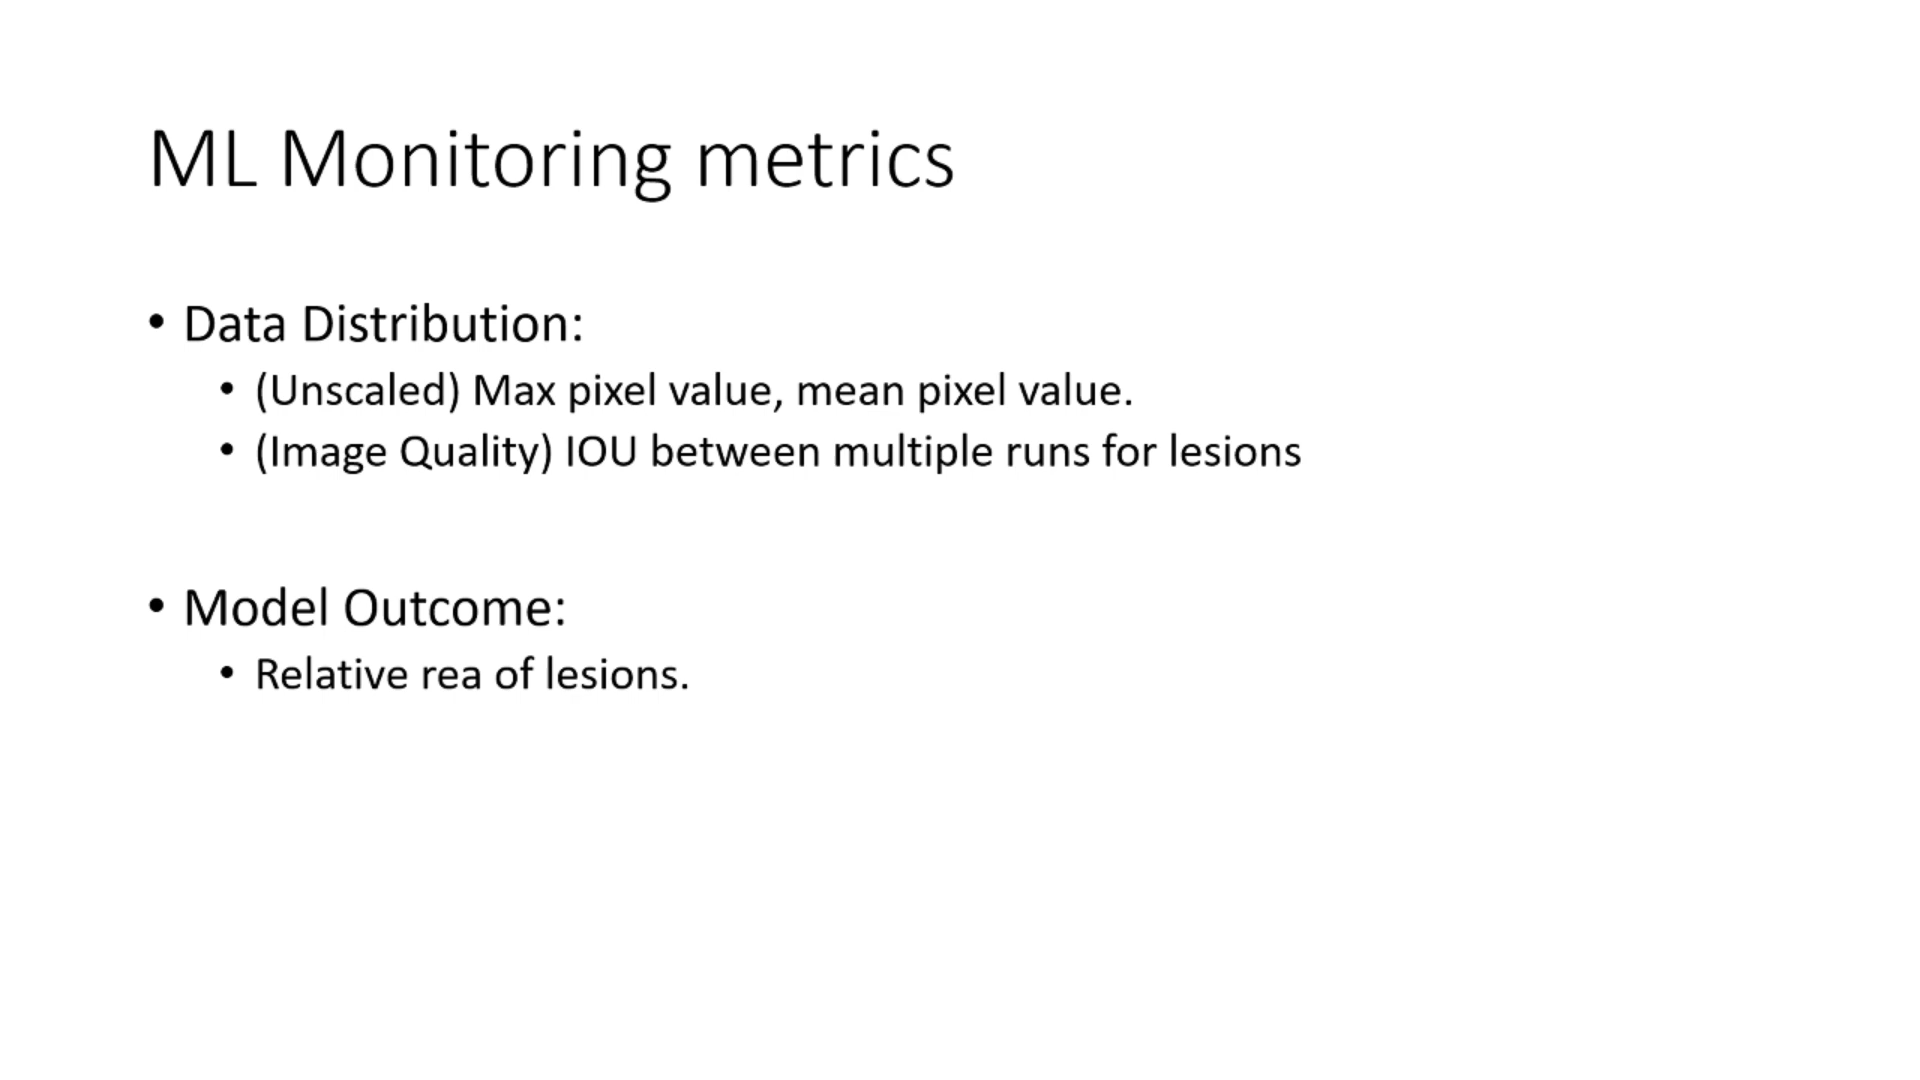 ML Monitoring metrics
• Data Distribution:
• (Unscaled) Max pixel value, mean pixel value.
• (Image Quality) IOU between multiple runs for lesions
• Model Outcome:
• Relative rea of lesions.